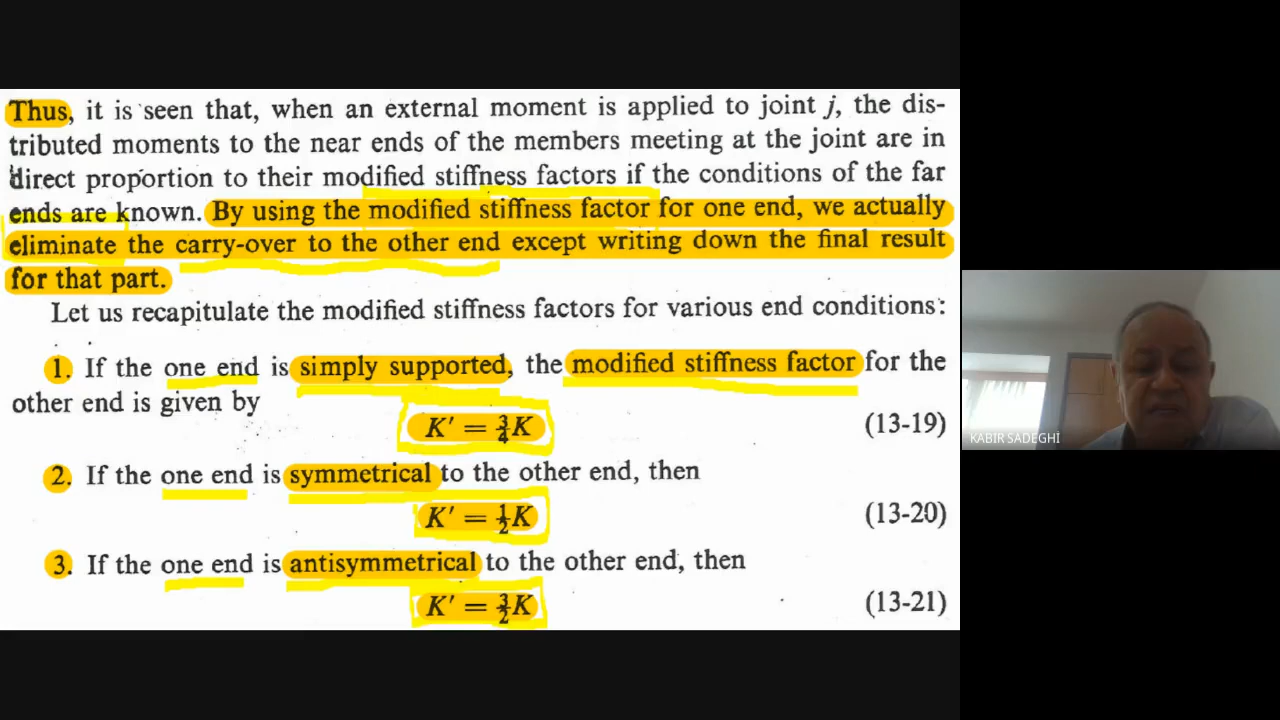 Thus, it is seen that, when an external moment is applied to joint j, the dis-
tributed moments to the near ends of the members meeting at the joint are in
direct proportion to their modified stiffness factors if the conditions of the far
ends are known. By using the modified stiffness factor for one end, we actually
eliminate the carry-over to the other end except writing down the final result
for that part.
Let us recapitulate the modified stiffness factors for various end conditions:
1. If the one end is simply supported, the modified stiffness factor for the
other end is given by
K′ = ¾K (13-19)
2. If the one end is symmetrical to the other end, then
K′ = ½K (13-20)
3. If the one end is antisymmetrical to the other end, then
K′ = 3/2K (13-21)
KABIR SADEGHİ